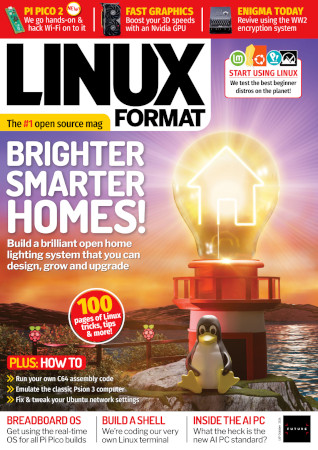 PI PICO 2 New!
We go hands-on &
hack Wi-Fi on to it
FAST GRAPHICS
Boost your 3D speeds
with an Nvidia GPU
ENIGMA TODAY
Revive using the WW2
encryption system
LINUX
FORMAT
The #1 open source mag
START USING LINUX
We test the best beginner
distros on the planet!
BRIGHTER
SMARTER
HOMES!
Build a brilliant open home
lighting system that you can
design, grow and upgrade
100
pages of Linux
tricks, tips
& more!
PLUS: HOW TO
Run your own C64 assembly code
Emulate the classic Psion 3 computer
Fix & tweak your Ubuntu network settings
BREADBOARD OS
Getting using the real-time
OS for all Pi Pico builds
BUILD A SHELL
We're coding our very
own Linux terminal
INSIDE THE AI PC
What the heck is the
new AI PC standard?
FUTURE